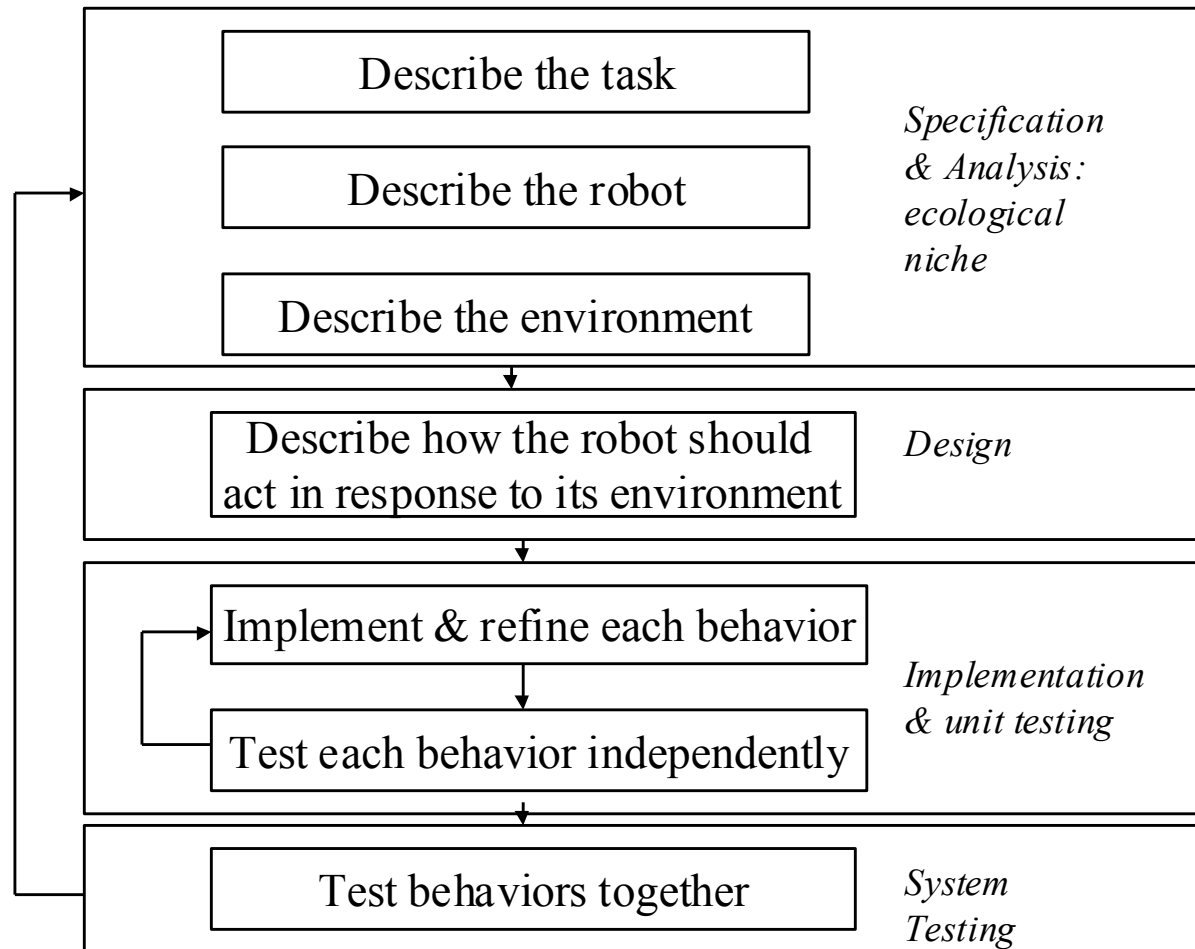 Describe the task
Specification
& Analysis:
ecological
niche
Describe the robot
Describe the environment
Describe how the robot should
act in response to its environment
Design
Implement & refine each behavior
Test each behavior independently
Implementation
& unit testing
Test behaviors together
System
Testing